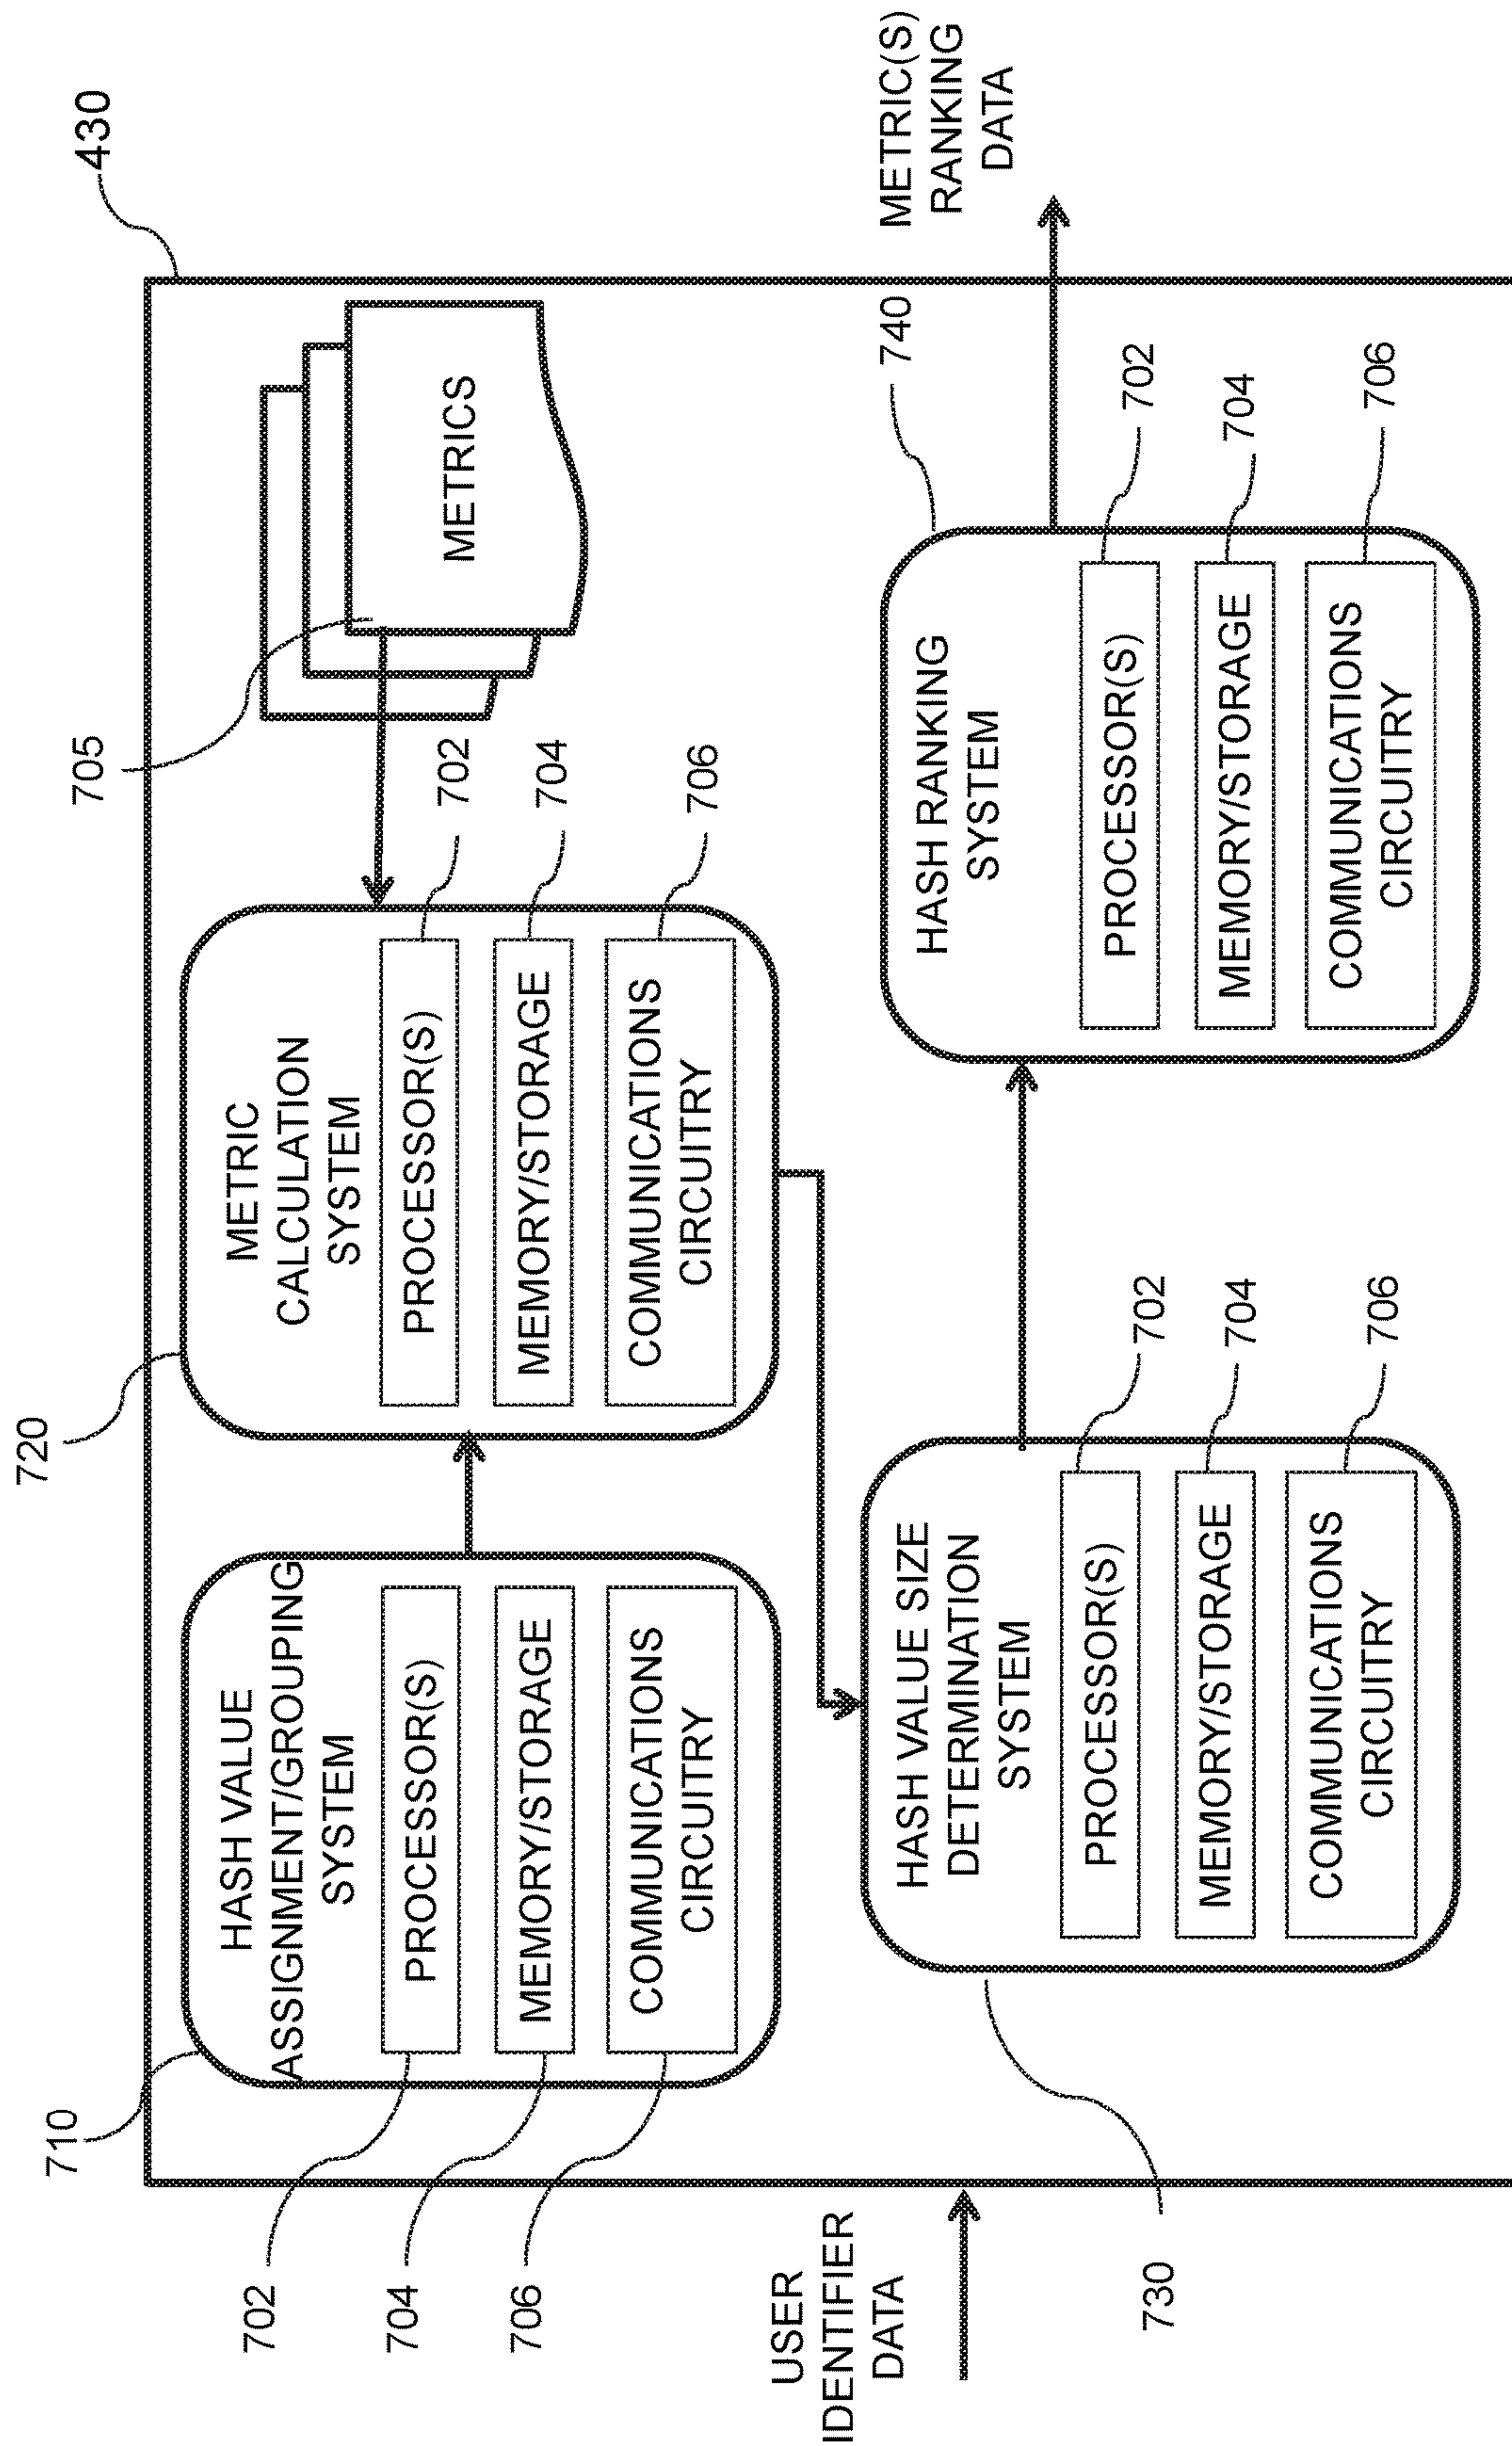 430
710
HASH VALUE
ASSIGNMENT/GROUPING
SYSTEM
PROCESSOR(S)
MEMORY/STORAGE
COMMUNICATIONS
CIRCUITRY
702
704
706
720
METRIC
CALCULATION
SYSTEM
PROCESSOR(S)
MEMORY/STORAGE
COMMUNICATIONS
CIRCUITRY
702
704
706
705
METRICS
USER
IDENTIFIER
DATA
730
HASH VALUE SIZE
DETERMINATION
SYSTEM
PROCESSOR(S)
MEMORY/STORAGE
COMMUNICATIONS
CIRCUITRY
702
704
706
740
HASH RANKING
SYSTEM
PROCESSOR(S)
MEMORY/STORAGE
COMMUNICATIONS
CIRCUITRY
702
704
706
METRIC(S)
RANKING
DATA